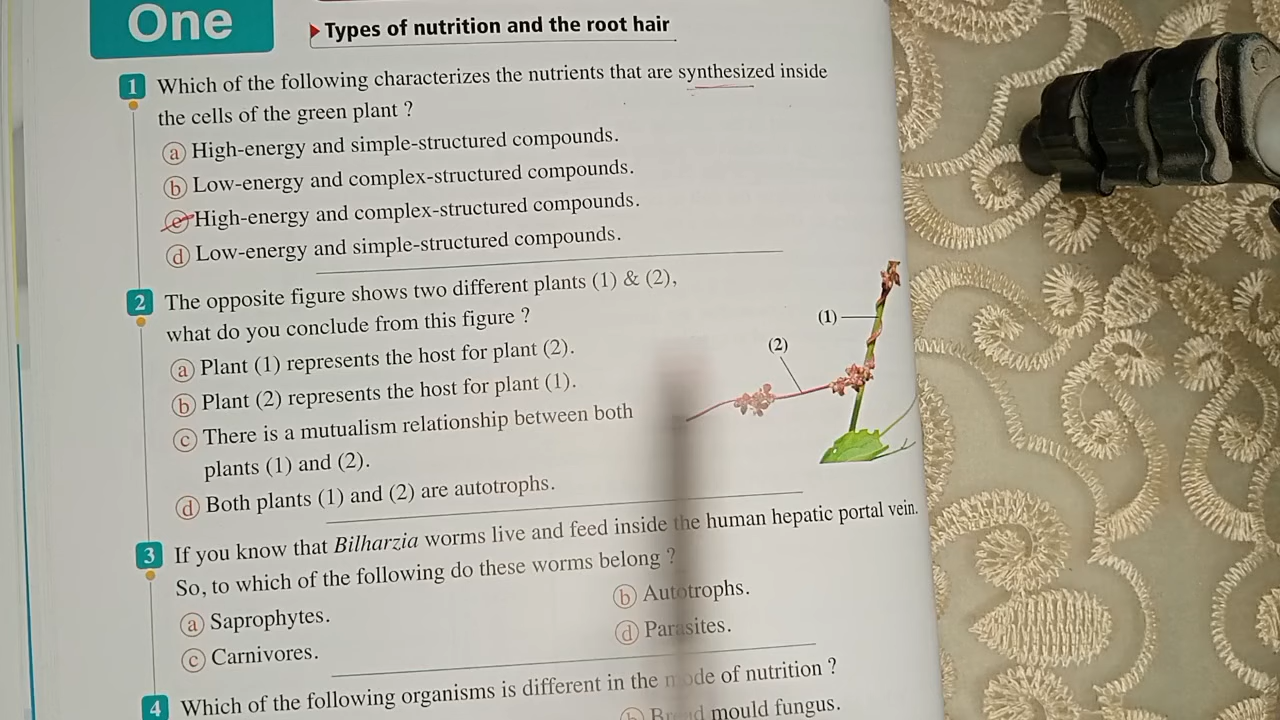 One
Types of nutrition and the root hair
1 Which of the following characterizes the nutrients that are synthesized inside
the cells of the green plant ?
a High-energy and simple-structured compounds.
b Low-energy and complex-structured compounds.
c High-energy and complex-structured compounds.
d Low-energy and simple-structured compounds.
2 The opposite figure shows two different plants (1) & (2),
what do you conclude from this figure ?
a Plant (1) represents the host for plant (2).
b Plant (2) represents the host for plant (1).
c There is a mutualism relationship between both
plants (1) and (2).
d Both plants (1) and (2) are autotrophs.
(1)
(2)
3 If you know that Bilharzia worms live and feed inside the human hepatic portal vein.
So, to which of the following do these worms belong ?
a Saprophytes.
b Autotrophs.
c Carnivores.
d Parasites.
4 Which of the following organisms is different in the mode of nutrition ?
b Bread mould fungus.